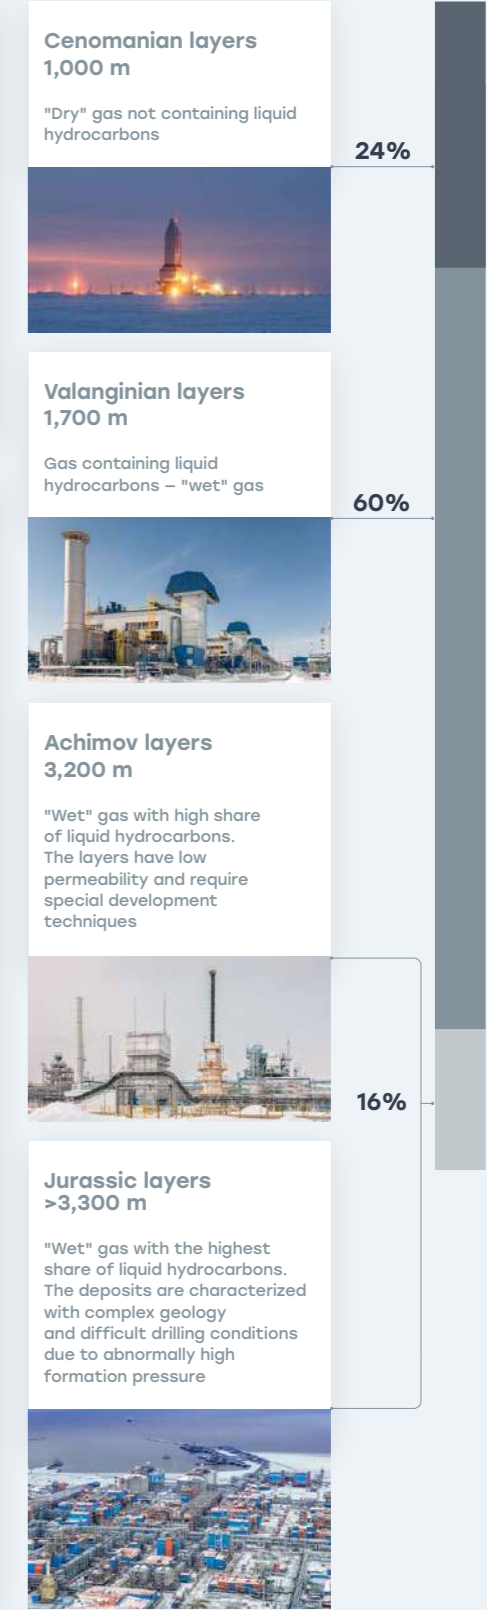 Cenomanian layers
1,000 m
"Dry" gas not containing liquid
hydrocarbons
24%
Valanginian layers
1,700 m
Gas containing liquid
hydrocarbons – "wet" gas
60%
Achimov layers
3,200 m
"Wet" gas with high share
of liquid hydrocarbons.
The layers have low
permeability and require
special development
techniques
16%
Jurassic layers
>3,300 m
"Wet" gas with the highest
share of liquid hydrocarbons.
The deposits are characterized
with complex geology
and difficult drilling conditions
due to abnormally high
formation pressure